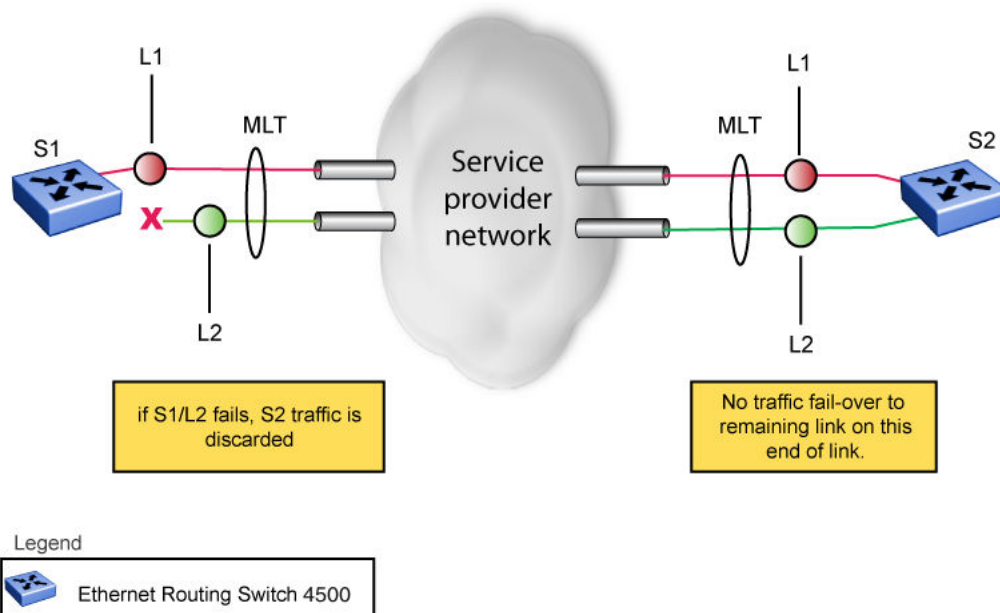 L1
S1
MLT
X
L2
Service
provider
network
L1
MLT
S2
L2
if S1/L2 fails, S2 traffic is
discarded
No traffic fail-over to
remaining link on this
end of link.
Legend
Ethernet Routing Switch 4500